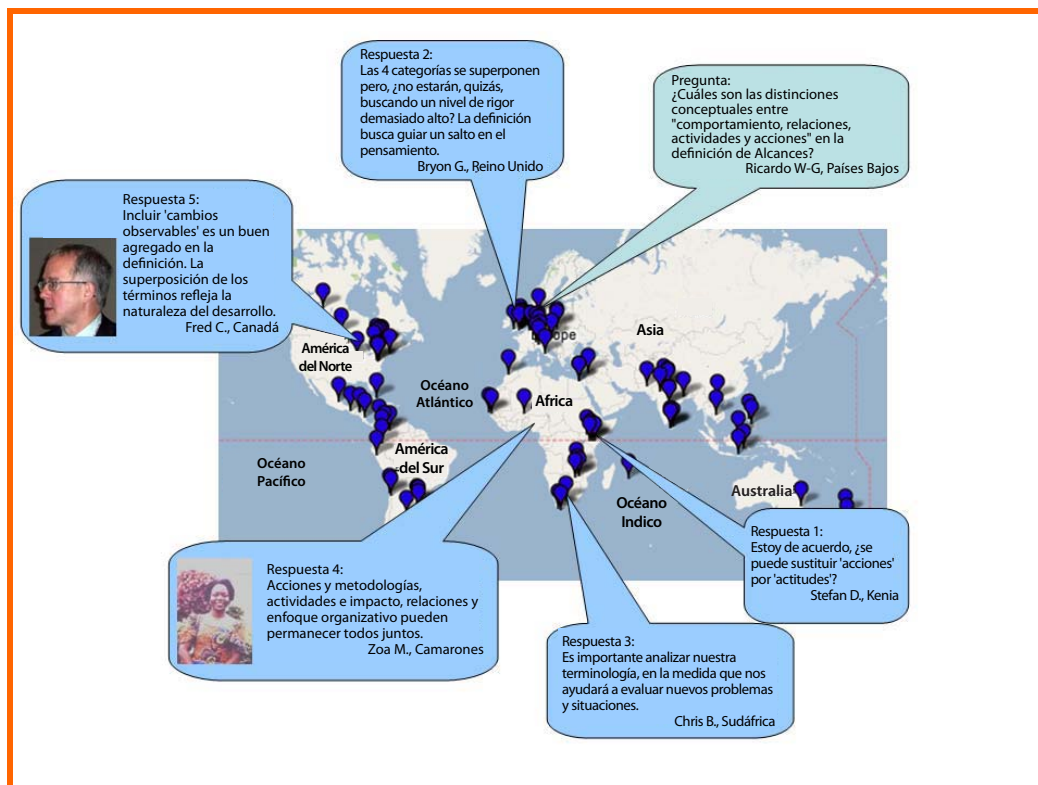 Respuesta 2:
Las 4 categorías se superponen
pero, ¿no estarán, quizás,
buscando un nivel de rigor
demasiado alto? La definición
busca guiar un salto en el
pensamiento.
Bryon G., Reino Unido
Pregunta:
¿Cuáles son las distinciones
conceptuales entre
"comportamiento, relaciones,
actividades y acciones" en la
definición de Alcances?
Ricardo W-G, Países Bajos
Respuesta 5:
Incluir 'cambios
observables' es un buen
agregado en la
definición. La
superposición de los
términos refleja la
naturaleza del desarrollo.
Fred C., Canadá
Asia
América
del Norte
Océano
Atlántico
Africa
América
del Sur
Océano
Pacífico
Océano
Indico
Australia
Respuesta 1:
Estoy de acuerdo, ¿se
puede sustituir 'acciones'
por 'actitudes'?
Stefan D., Kenia
Respuesta 4:
Acciones y metodologías,
actividades e impacto, relaciones y
enfoque organizativo pueden
permanecer todos juntos.
Zoa M., Camarones
Respuesta 3:
Es importante analizar nuestra
terminología, en la medida que nos
ayudará a evaluar nuevos problemas
y situaciones.
Chris B., Sudáfrica